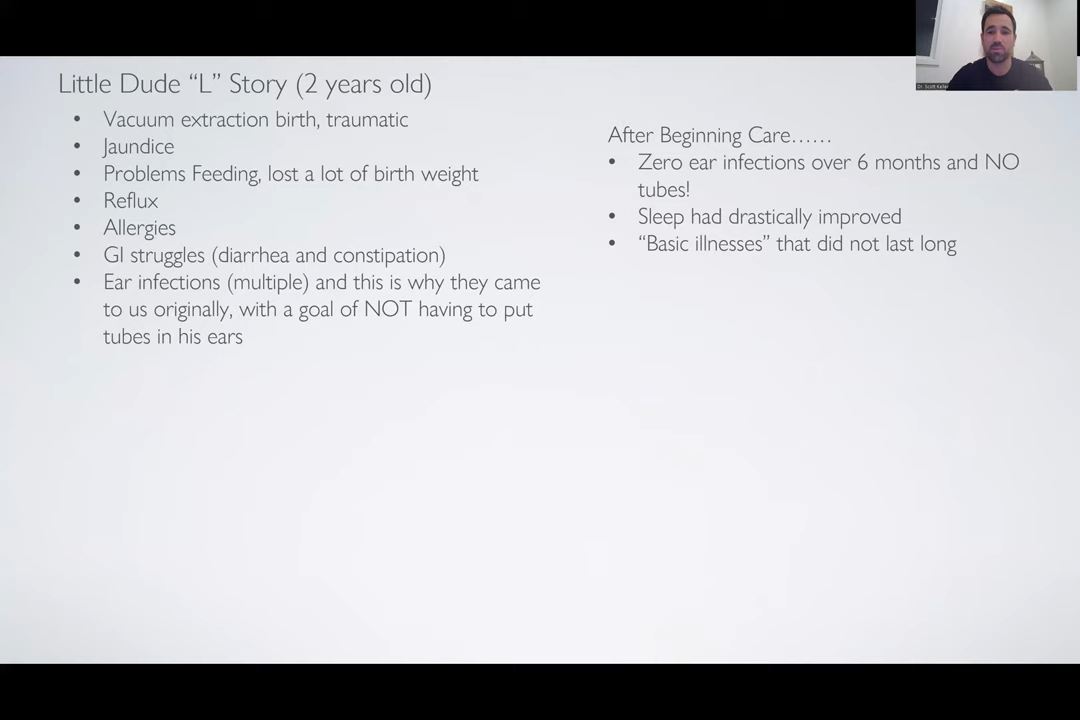 Little Dude “L” Story (2 years old)
• Vacuum extraction birth, traumatic
• Jaundice
• Problems Feeding, lost a lot of birth weight
• Reflux
• Allergies
• GI struggles (diarrhea and constipation)
• Ear infections (multiple) and this is why they came
to us originally, with a goal of NOT having to put
tubes in his ears
After Beginning Care……
• Zero ear infections over 6 months and NO
tubes!
• Sleep had drastically improved
• “Basic illnesses” that did not last long
Dr. Scott